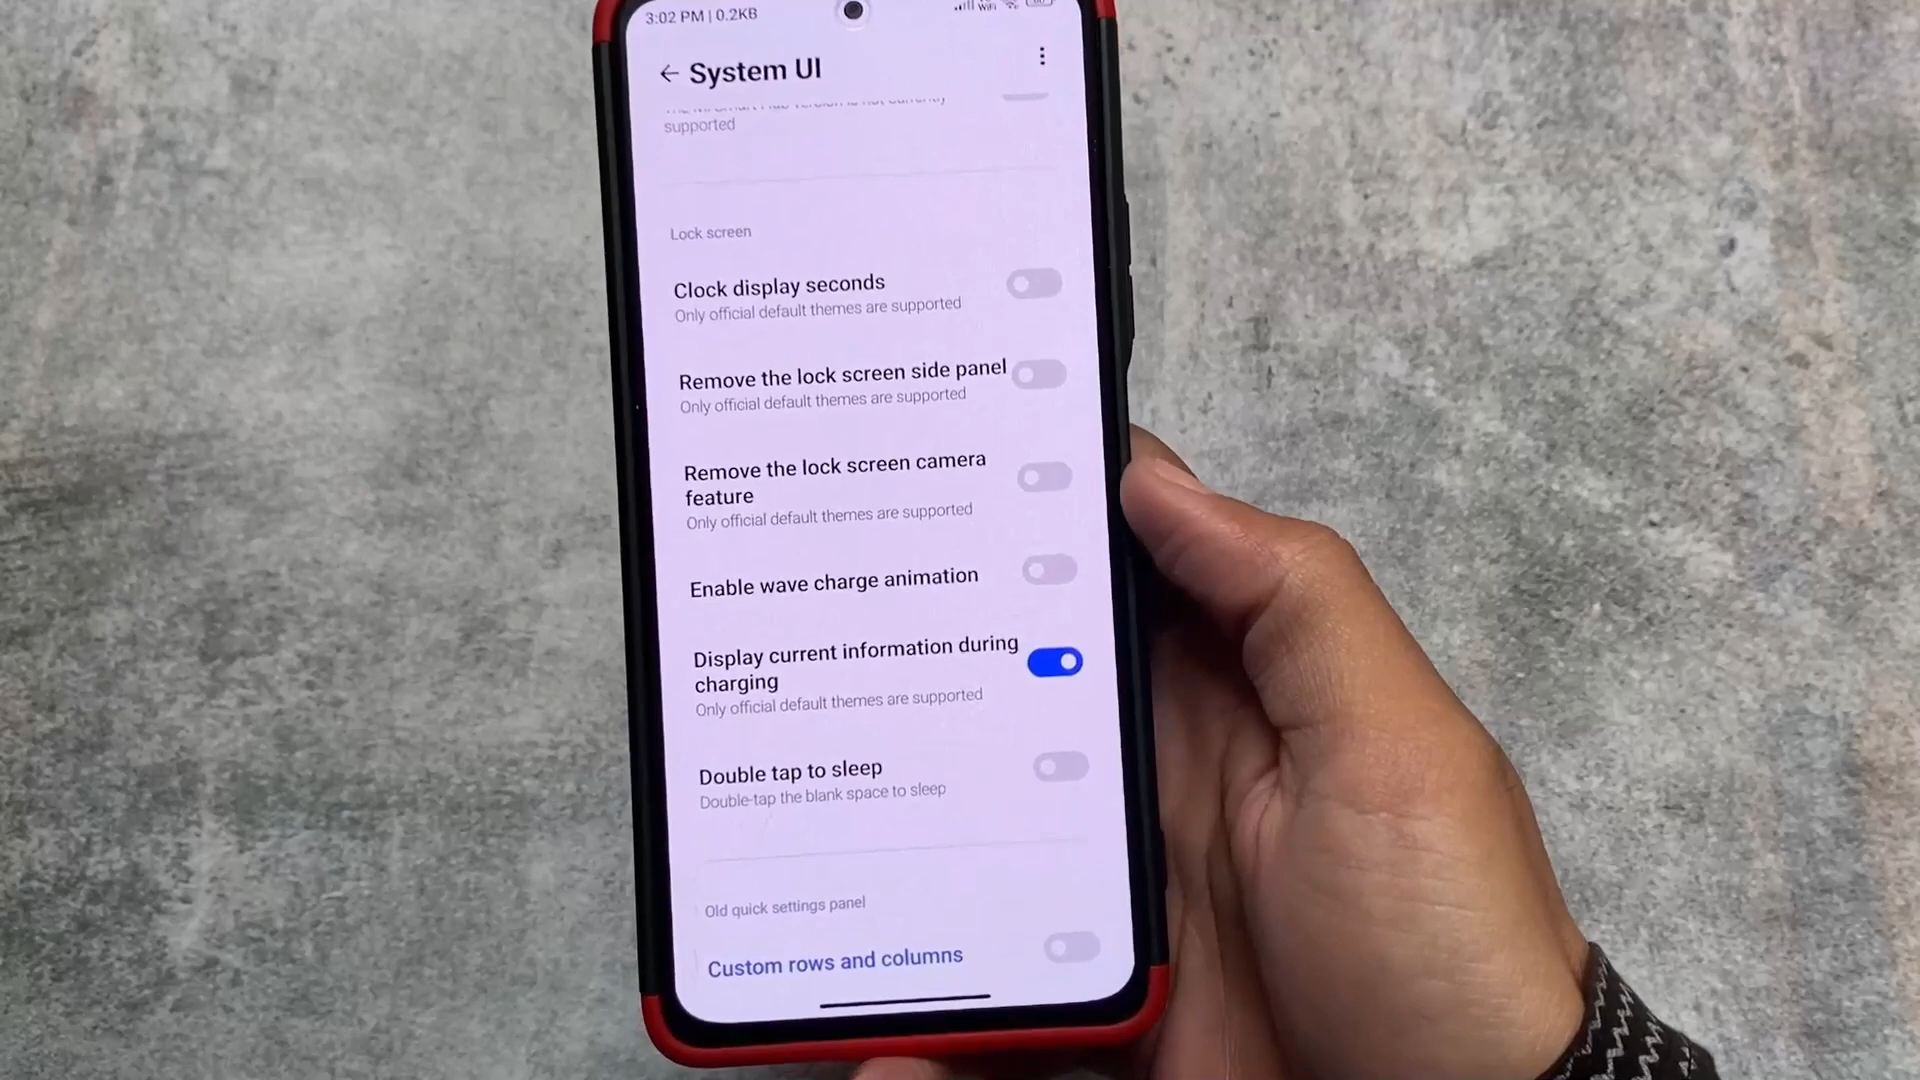 3:02 PM | 0.2KB
WiFi
← System UI
supported
Lock screen
Clock display seconds
Only official default themes are supported
Remove the lock screen side panel
Only official default themes are supported
Remove the lock screen camera
feature
Only official default themes are supported
Enable wave charge animation
Display current information during
charging
Only official default themes are supported
Double tap to sleep
Double-tap the blank space to sleep
Old quick settings panel
Custom rows and columns